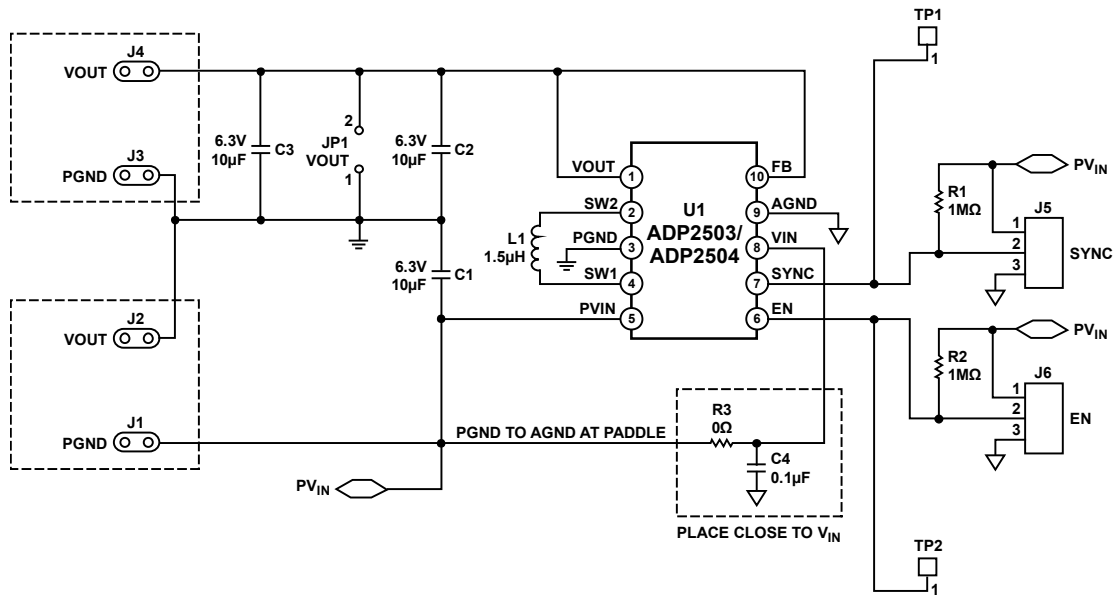 TP1
1
J4
VOUT
6.3V
10µF
C3
2
JP1
VOUT
1
6.3V
10µF
C2
J3
PGND
VOUT
1
SW2
2
PGND
3
SW1
4
PVIN
5
L1
1.5µH
U1
ADP2503/
ADP2504
FB
10
AGND
9
VIN
8
SYNC
7
EN
6
6.3V
10µF
C1
R1
1MΩ
PVIN
J5
1
2
3
SYNC
J2
VOUT
J1
PGND
R2
1MΩ
PVIN
J6
1
2
3
EN
PGND TO AGND AT PADDLE
R3
0Ω
C4
0.1µF
PVIN
PLACE CLOSE TO VIN
TP2
1